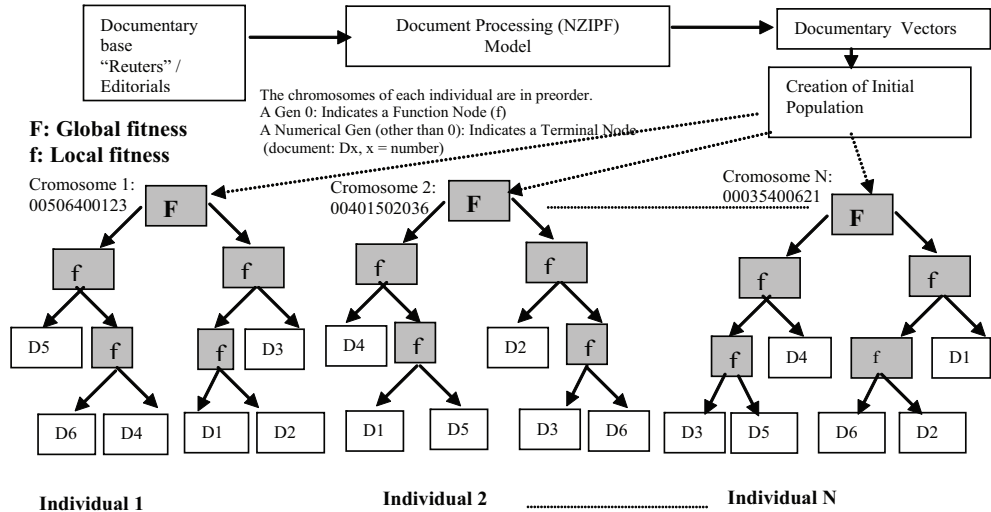 Documentary
base
“Reuters” /
Editorials
Document Processing (NZIPF)
Model
Documentary Vectors
Creation of Initial
Population
The chromosomes of each individual are in preorder.
A Gen 0: Indicates a Function Node (f)
A Numerical Gen (other than 0): Indicates a Terminal Node
(document: Dx, x = number)
F: Global fitness
f: Local fitness
Cromosome 1:
00506400123
F
f
f
D5
f
f
D3
D6
D4
D1
D2
Cromosome 2:
00401502036
F
f
f
D4
f
D2
f
D1
D5
D3
D6
Cromosome N:
00035400621
F
f
f
f
D4
f
D1
D3
D5
D6
D2
Individual 1
Individual 2
Individual N